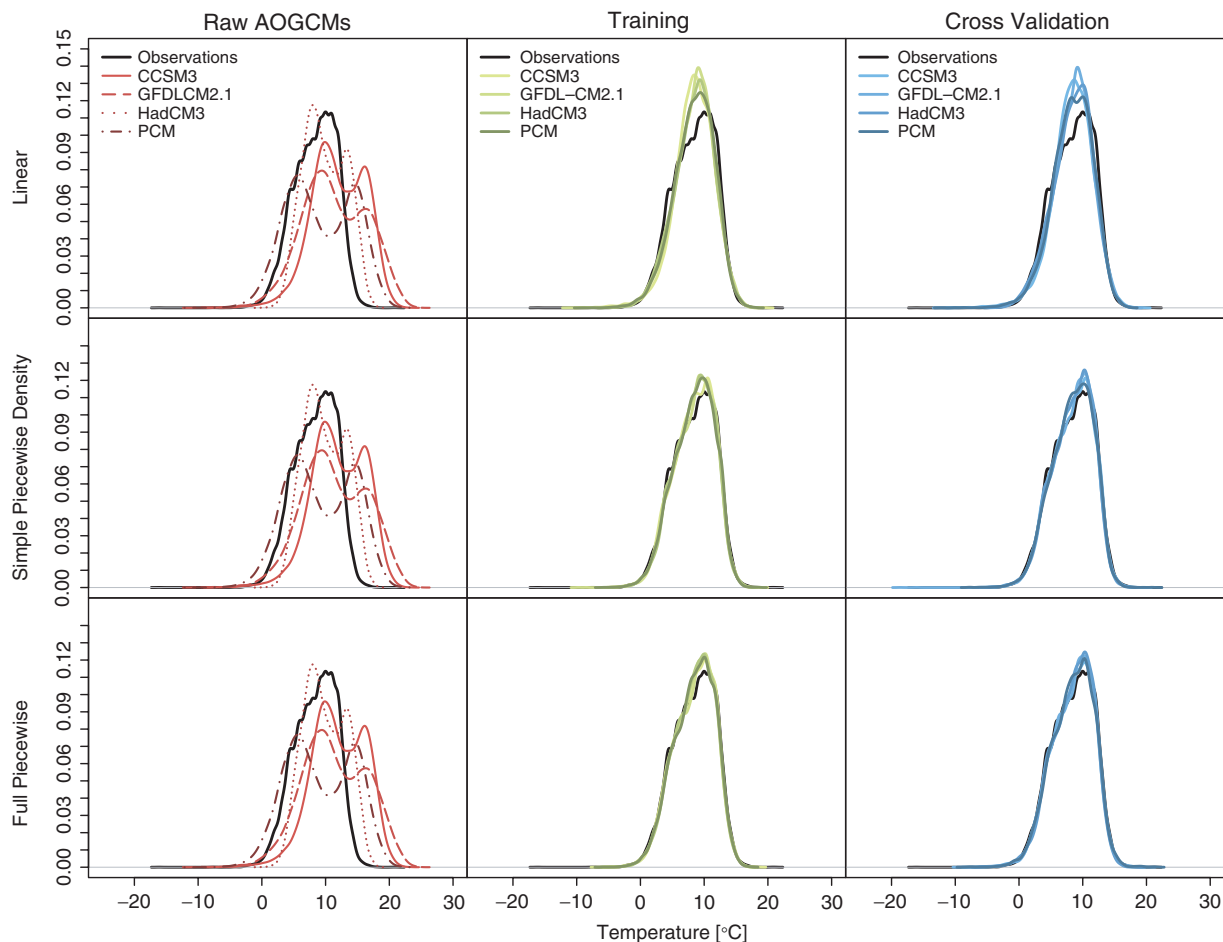 Raw AOGCMs
Training
Cross Validation
Linear
0.00 0.03 0.06 0.09 0.12 0.15
Observations
CCSM3
GFDLCM2.1
HadCM3
PCM
Observations
CCSM3
GFDL–CM2.1
HadCM3
PCM
Observations
CCSM3
GFDL–CM2.1
HadCM3
PCM
Simple Piecewise Density
0.00 0.03 0.06 0.09 0.12
Full Piecewise
0.00 0.03 0.06 0.09 0.12
−20 −10 0 10 20 30
−20 −10 0 10 20 30
−20 −10 0 10 20 30
Temperature [°C]